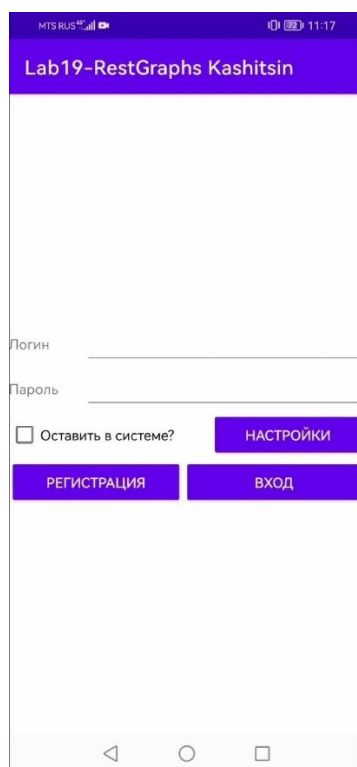 MTS RUS 11:17
Lab19-RestGraphs Kashitsin
Логин
Пароль
Оставить в системе? НАСТРОЙКИ
РЕГИСТРАЦИЯ ВХОД